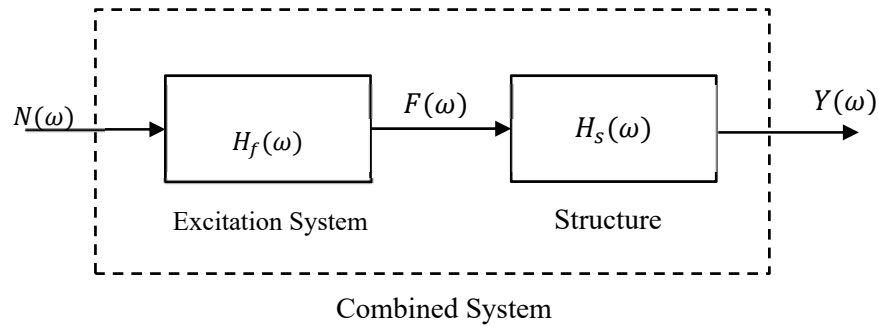 N(ω)
H_f(ω)
F(ω)
H_s(ω)
Y(ω)
Excitation System
Structure
Combined System